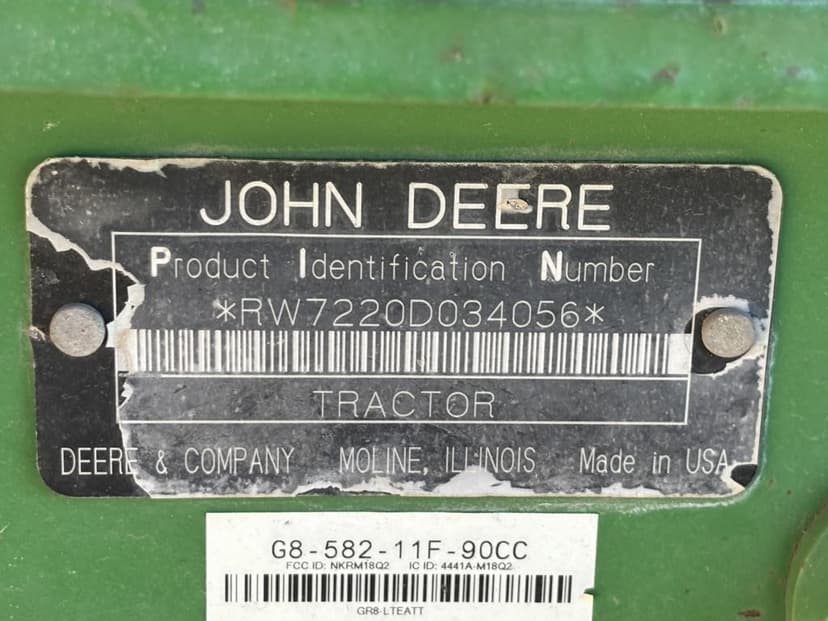 JOHN DEERE
Product Identification Number
*RW7220D034056*
TRACTOR
DEERE & COMPANY MOLINE, ILLINOIS Made in USA
G8-582-11F-90CC
FCC ID: NKRM18Q2 IC ID: 4441A-M18Q2
GR8-LTEATT